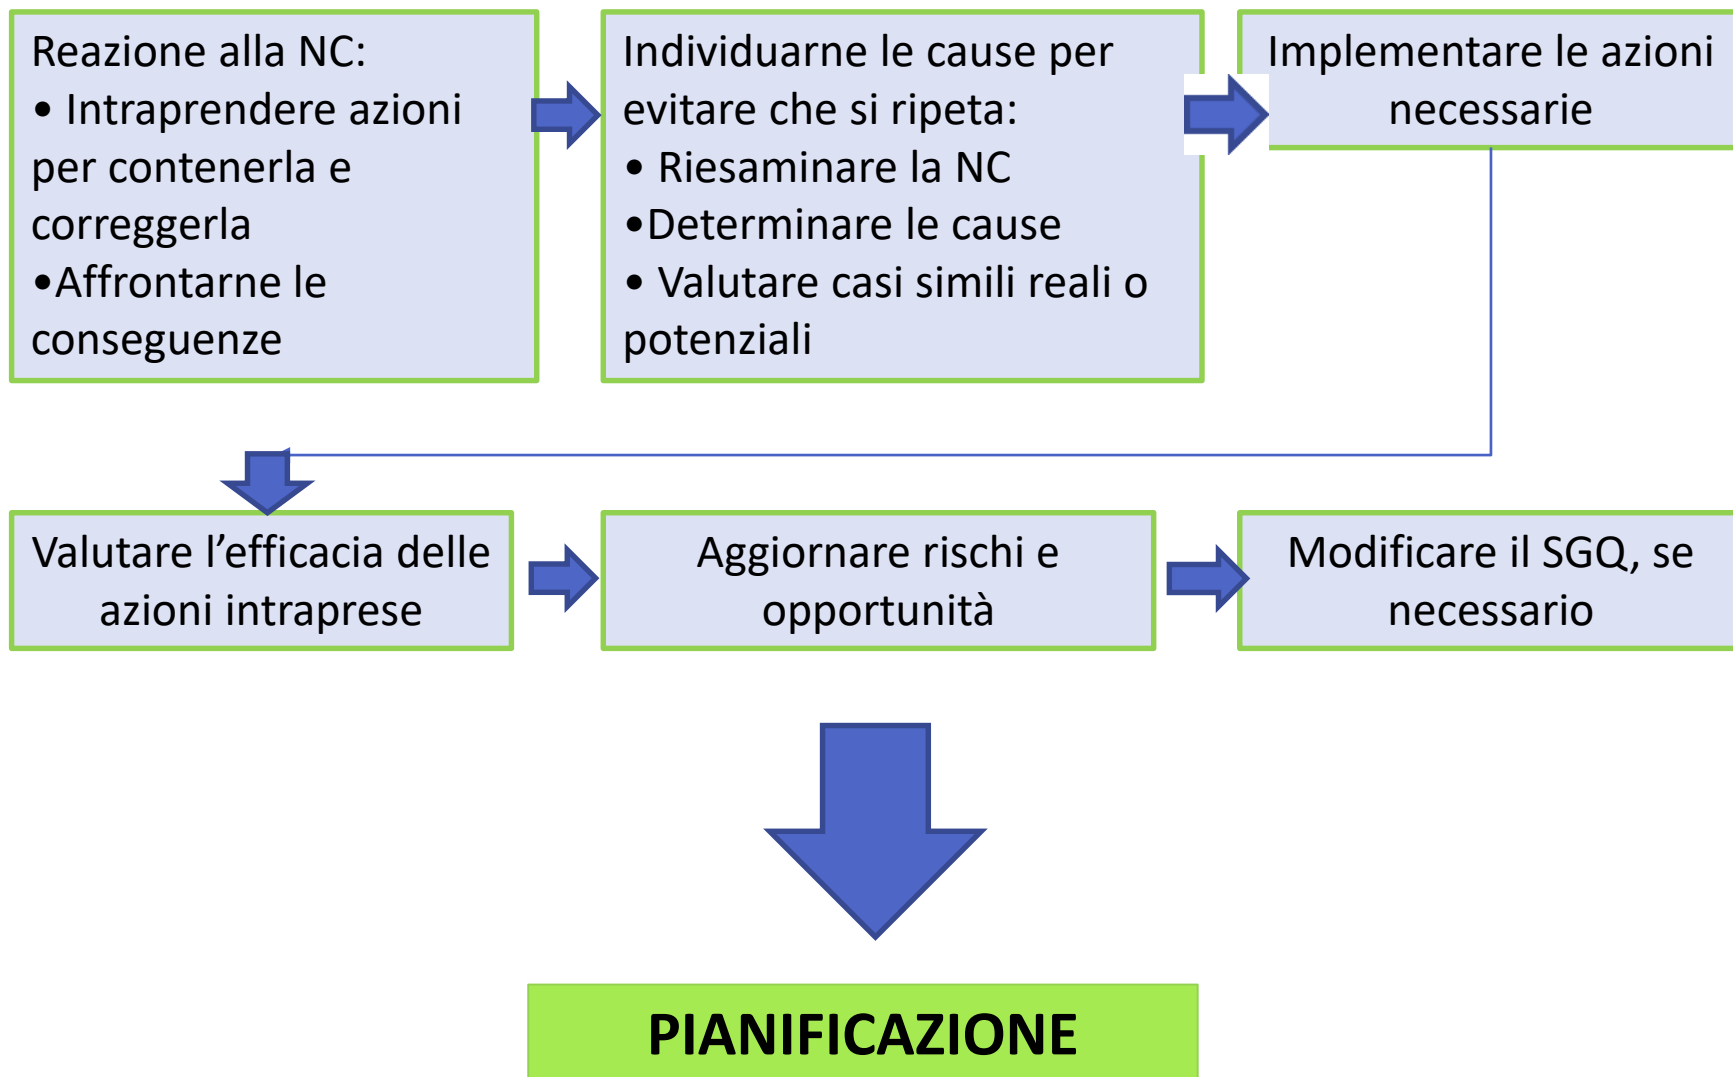 Reazione alla NC:
• Intraprendere azioni
per contenerla e
correggerla
•Affrontarne le
conseguenze
Individuarne le cause per
evitare che si ripeta:
• Riesaminare la NC
•Determinare le cause
• Valutare casi simili reali o
potenziali
Implementare le azioni
necessarie
Valutare l’efficacia delle
azioni intraprese
Aggiornare rischi e
opportunità
Modificare il SGQ, se
necessario
PIANIFICAZIONE